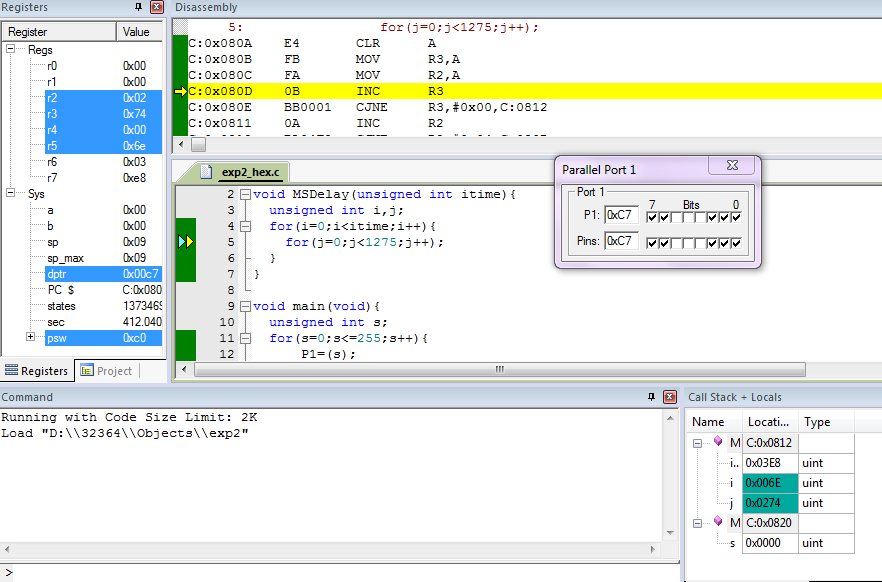 Registers
Register Value
Regs
r0 0x00
r1 0x00
r2 0x02
r3 0x74
r4 0x00
r5 0x6e
r6 0x03
r7 0xe8
Sys
a 0x00
b 0x00
sp 0x09
sp_max 0x09
dptr 0x00c7
PC $ C:0x080
states 137346
sec 412.040
psw 0xc0
Registers Project
Disassembly
5: for(j=0;j<1275;j++);
C:0x080A E4 CLR A
C:0x080B FB MOV R3,A
C:0x080C FA MOV R2,A
C:0x080D 0B INC R3
C:0x080E BB0001 CJNE R3,#0x00,C:0812
C:0x0811 0A INC R2
exp2_hex.c
2 void MSDelay(unsigned int itime){
3 unsigned int i,j;
4 for(i=0;i<itime;i++){
5 for(j=0;j<1275;j++);
6 }
7 }
8
9 void main(void){
10 unsigned int s;
11 for(s=0;s<=255;s++){
12 P1=(s);
Parallel Port 1
Port 1
7 Bits 0
P1: 0xC7
Pins: 0xC7
Command
Running with Code Size Limit: 2K
Load "D:\\32364\\Objects\\exp2"
>
Call Stack + Locals
Name Locati... Type
M C:0x0812
i.. 0x03E8 uint
i 0x006E uint
j 0x0274 uint
M C:0x0820
s 0x0000 uint